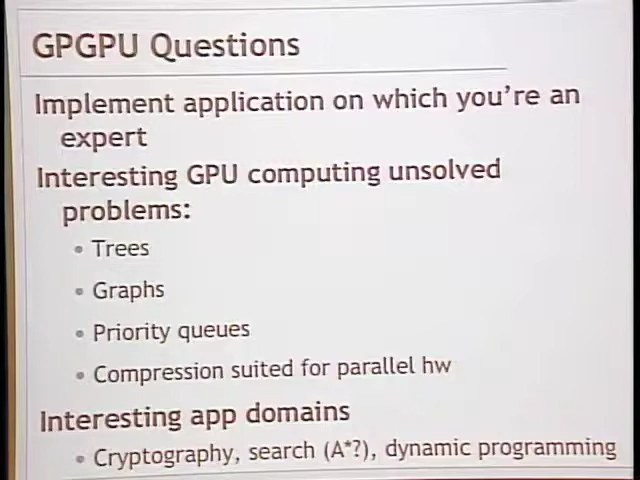 GPGPU Questions
Implement application on which you're an
expert
Interesting GPU computing unsolved
problems:
• Trees
• Graphs
• Priority queues
• Compression suited for parallel hw
Interesting app domains
• Cryptography, search (A*?), dynamic programming